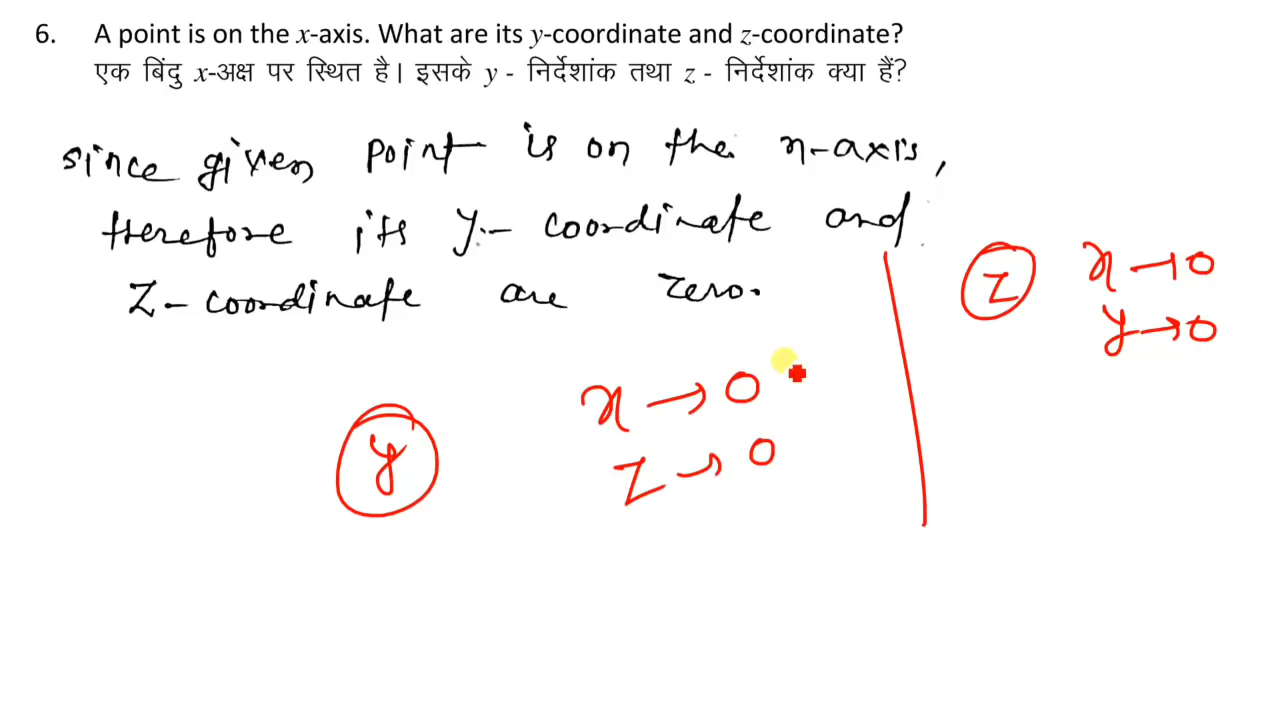 6. A point is on the x-axis. What are its y-coordinate and z-coordinate?
एक बिंदु x-अक्ष पर स्थित है। इसके y - निर्देशांक तथा z - निर्देशांक क्या हैं?
since given point is on the x-axis,
therefore its y-coordinate and
z-coordinate are zero.
z x→0
y→0
x→0
y
z→0